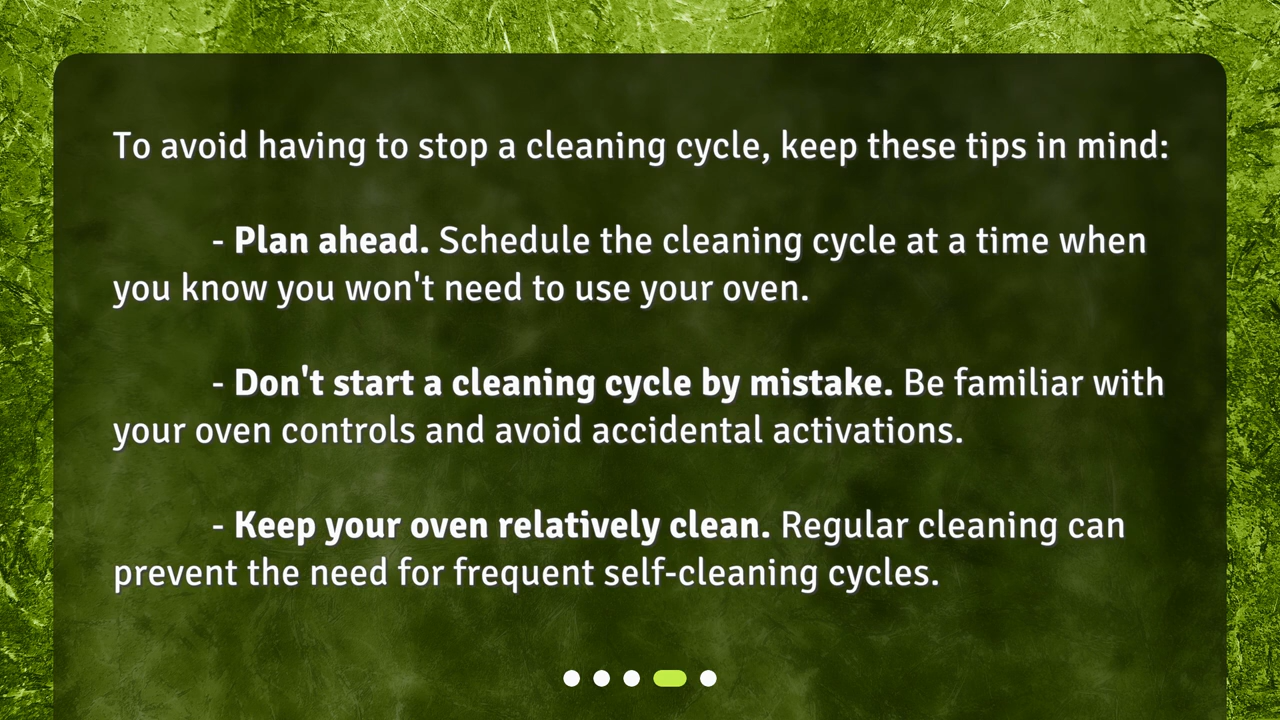 To avoid having to stop a cleaning cycle, keep these tips in mind:
- Plan ahead. Schedule the cleaning cycle at a time when
you know you won't need to use your oven.
- Don't start a cleaning cycle by mistake. Be familiar with
your oven controls and avoid accidental activations.
- Keep your oven relatively clean. Regular cleaning can
prevent the need for frequent self-cleaning cycles.